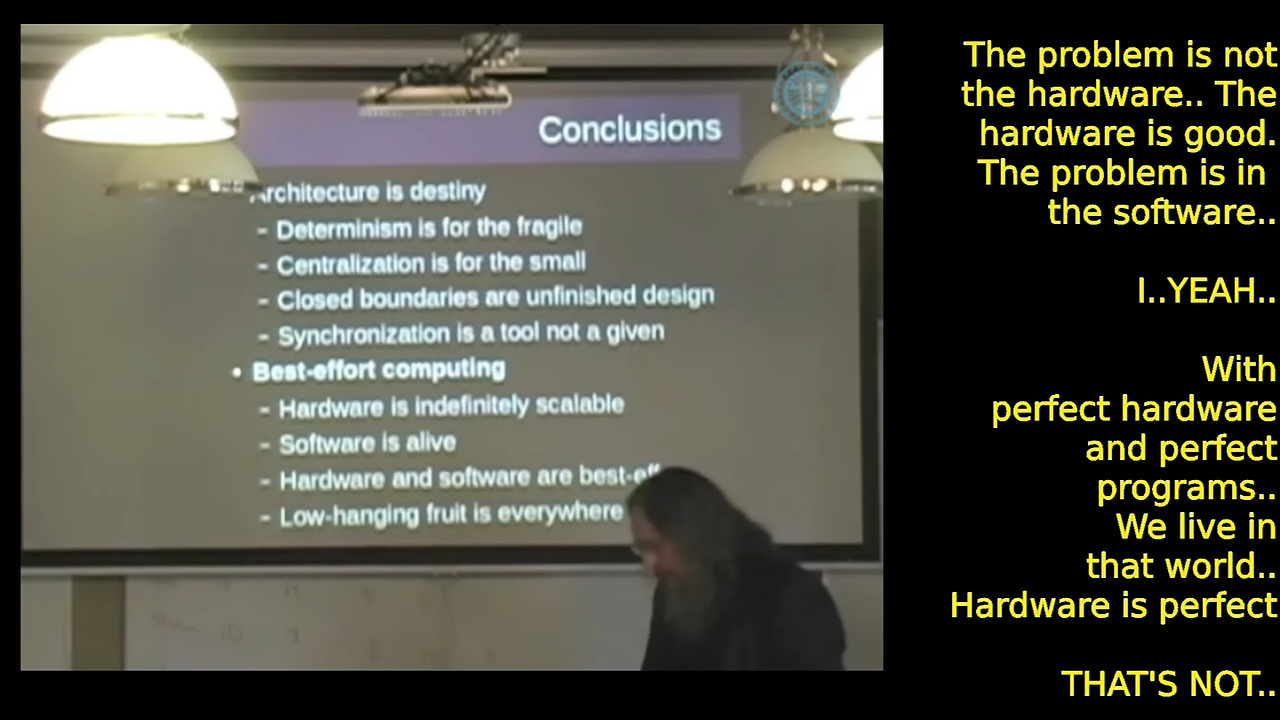 Conclusions
Architecture is destiny
- Determinism is for the fragile
- Centralization is for the small
- Closed boundaries are unfinished design
- Synchronization is a tool not a given
• Best-effort computing
- Hardware is indefinitely scalable
- Software is alive
- Hardware and software are best-eff
- Low-hanging fruit is everywhere
The problem is not
the hardware.. The
hardware is good.
The problem is in
the software..
I..YEAH..
With
perfect hardware
and perfect
programs..
We live in
that world..
Hardware is perfect
THAT'S NOT..